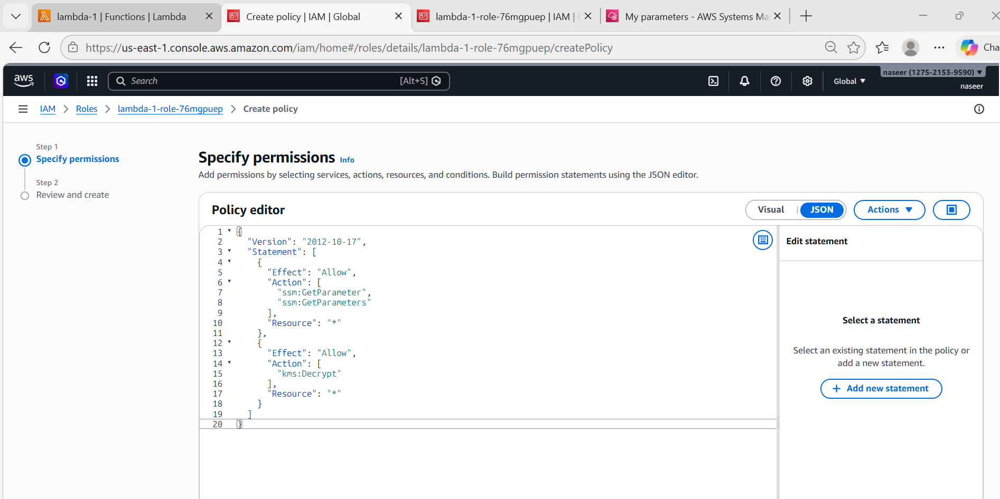 lambda-1 | Functions | Lambda
Create policy | IAM | Global
lambda-1-role-76mgpuep | IAM |
My parameters - AWS Systems Ma
https://us-east-1.console.aws.amazon.com/iam/home#/roles/details/lambda-1-role-76mgpuep/createPolicy
Cha
aws
Search
[Alt+S]
Global
naseer (1275-2153-9590)
naseer
IAM > Roles > lambda-1-role-76mgpuep > Create policy
Step 1
Specify permissions
Step 2
Review and create
Specify permissions Info
Add permissions by selecting services, actions, resources, and conditions. Build permission statements using the JSON editor.
Policy editor
Visual
JSON
Actions
1 {
2 "Version": "2012-10-17",
3 "Statement": [
4 {
5 "Effect": "Allow",
6 "Action": [
7 "ssm:GetParameter",
8 "ssm:GetParameters"
9 ],
10 "Resource": "*"
11 },
12 {
13 "Effect": "Allow",
14 "Action": [
15 "kms:Decrypt"
16 ],
17 "Resource": "*"
18 }
19 ]
20 }
Edit statement
Select a statement
Select an existing statement in the policy or
add a new statement.
+ Add new statement